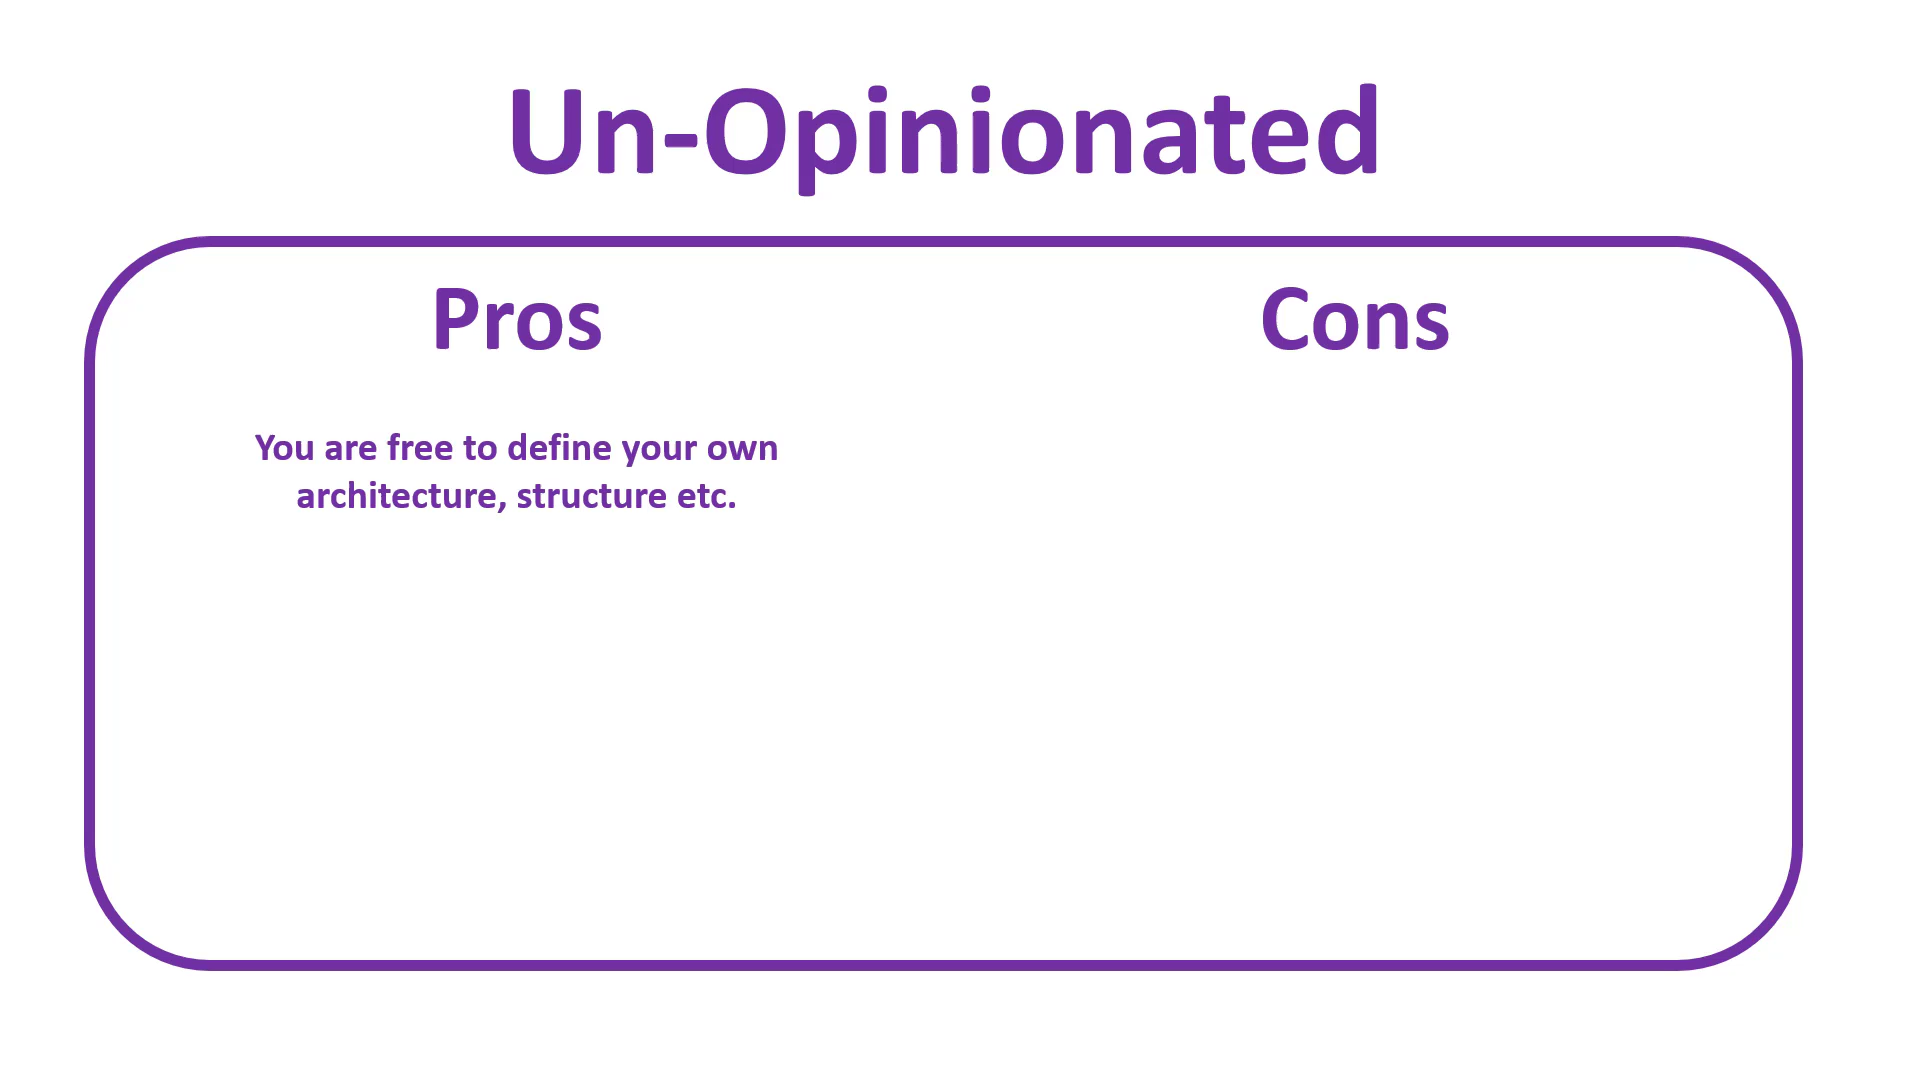 Un-Opinionated
Pros
Cons
You are free to define your own
architecture, structure etc.